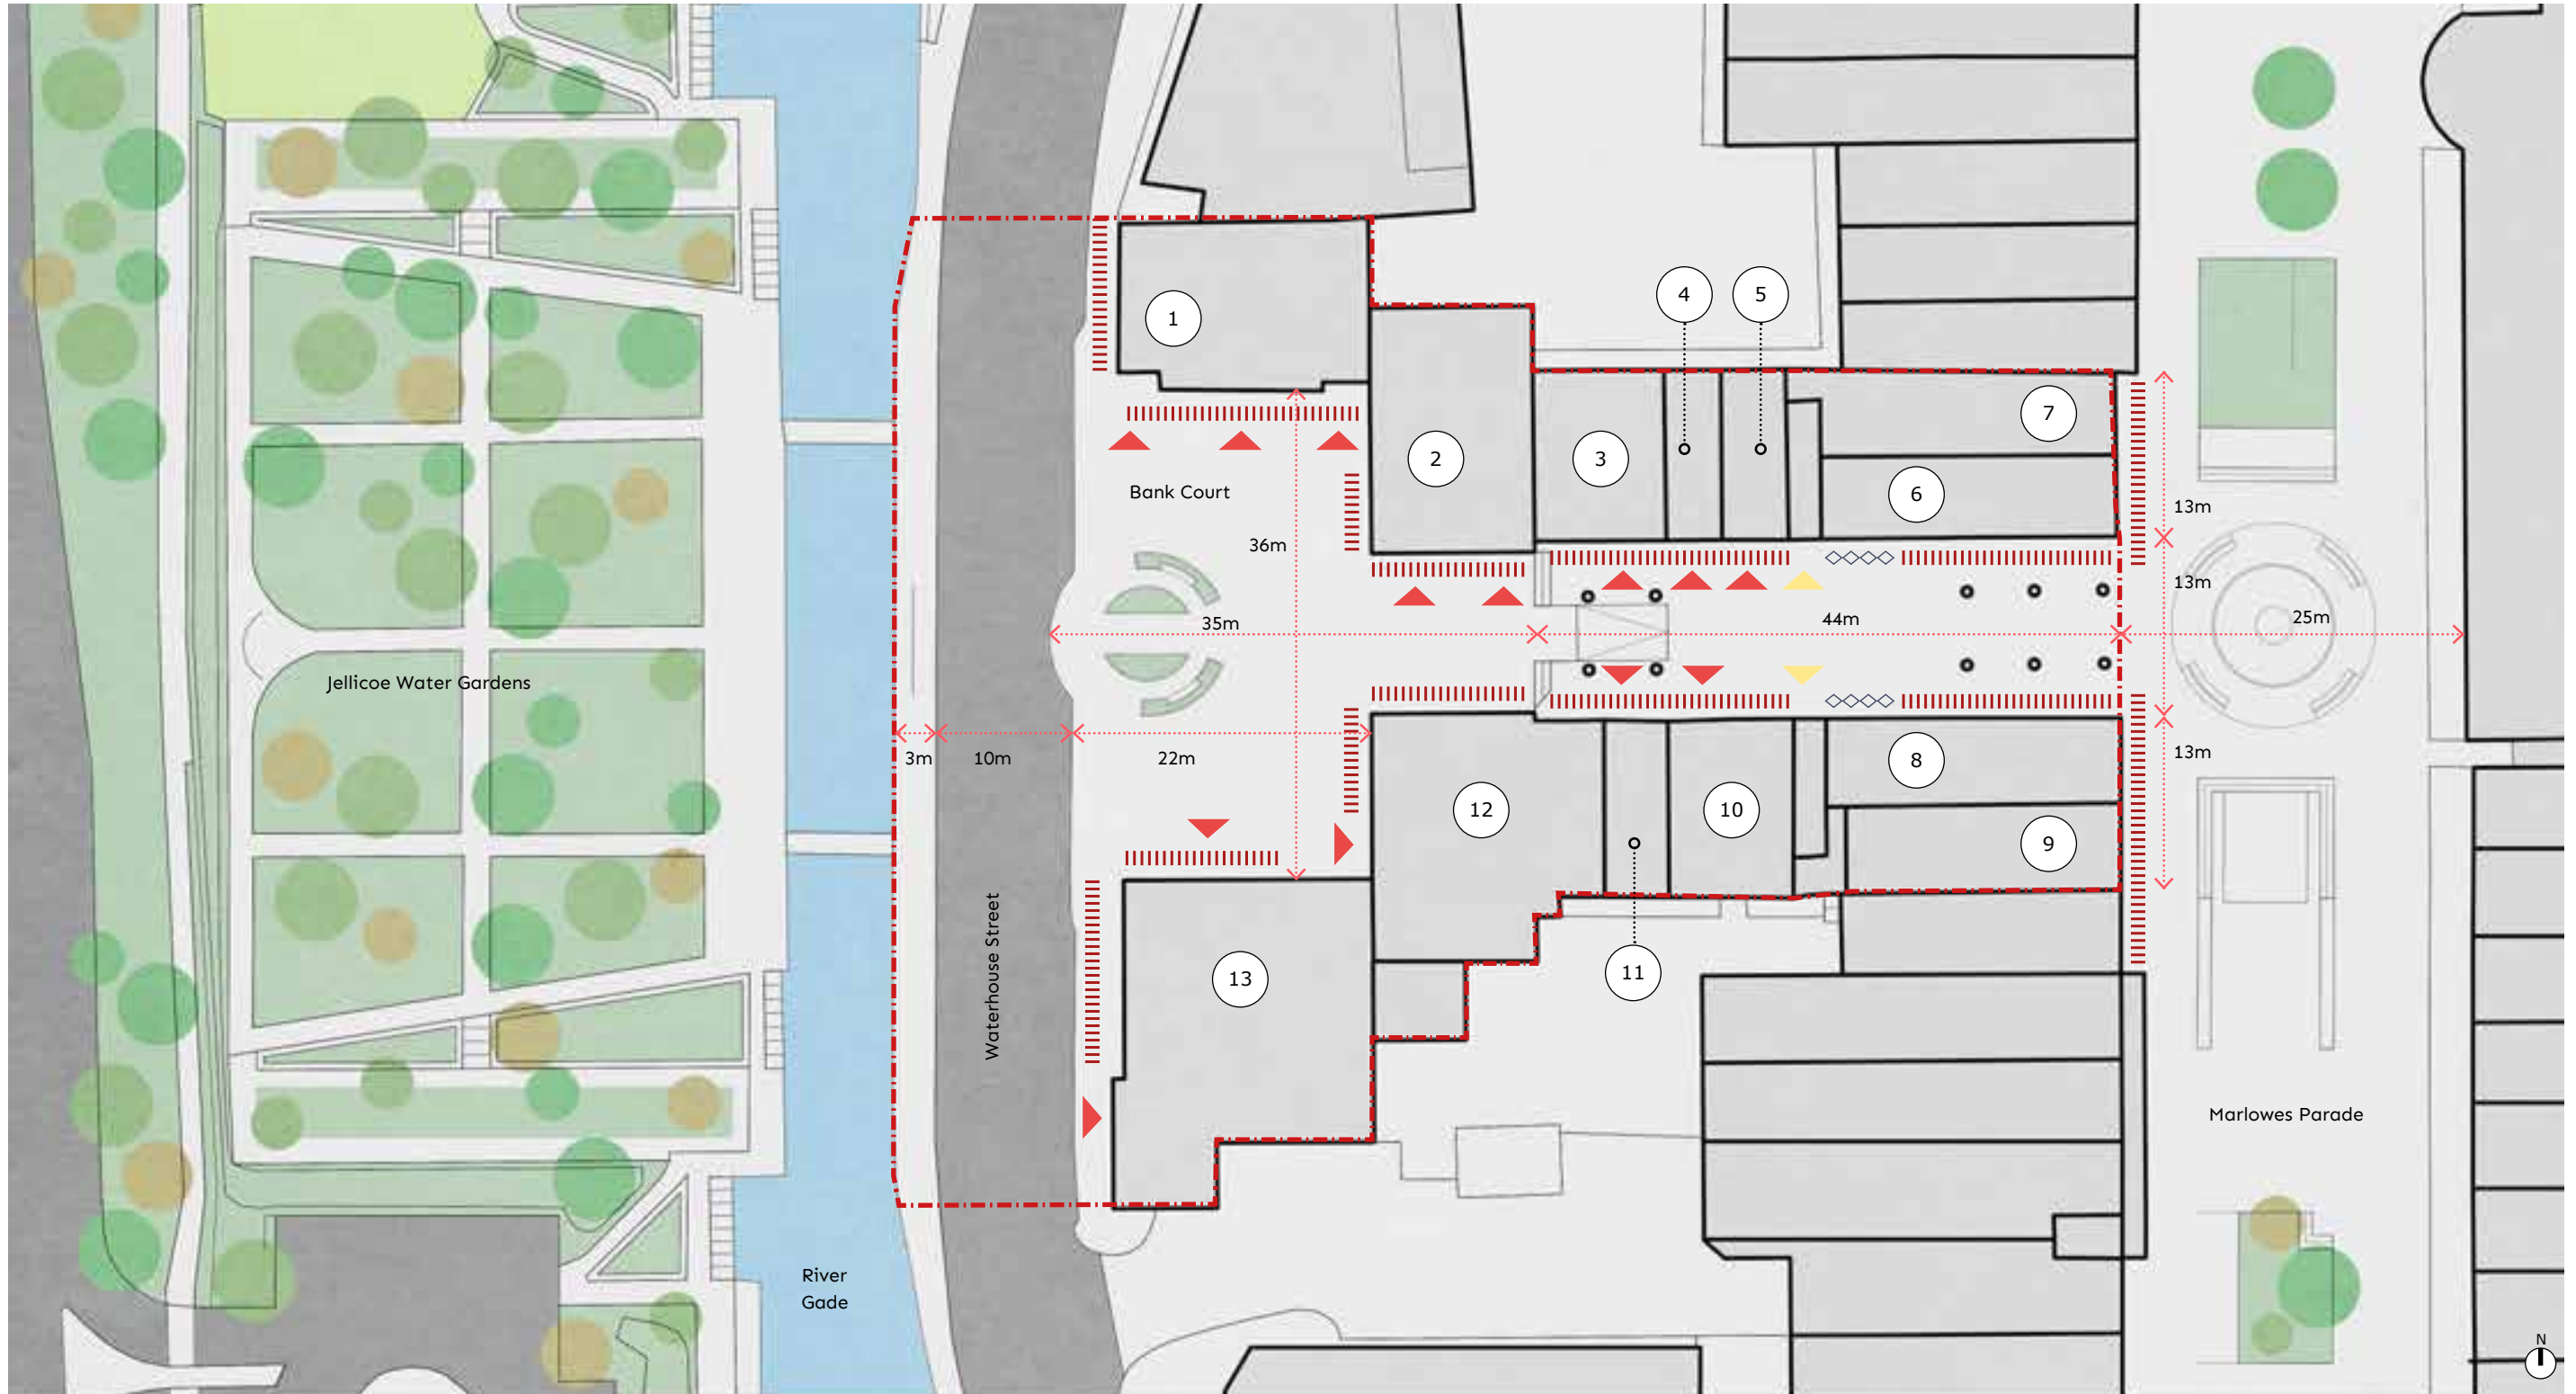 1
4
5
2
3
7
6
Bank Court
36m
13m
13m
35m
44m
25m
Jellicoe Water Gardens
3m
10m
22m
13m
12
10
8
9
11
13
Waterhouse Street
Marlowes Parade
River
Gade
N